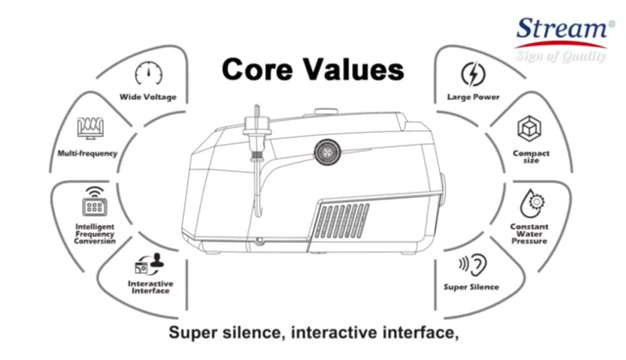 Stream®
Sign of Quality
Core Values
Wide Voltage
Multi-frequency
Intelligent
Frequency
Conversion
Interactive
Interface
Large Power
Compact
size
Constant
Water
Pressure
Super Silence
Super silence, interactive interface,